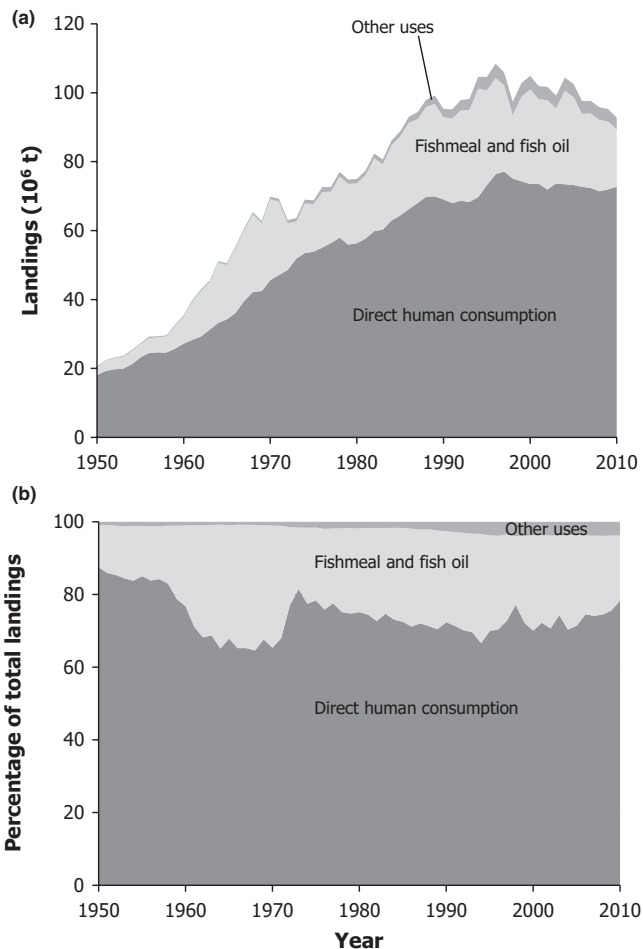 (a)
120
100
80
60
40
20
0
Landings (10⁶ t)
Other uses
Fishmeal and fish oil
Direct human consumption
1950 1960 1970 1980 1990 2000 2010
(b)
100
80
60
40
20
0
Percentage of total landings
Other uses
Fishmeal and fish oil
Direct human consumption
1950 1960 1970 1980 1990 2000 2010
Year